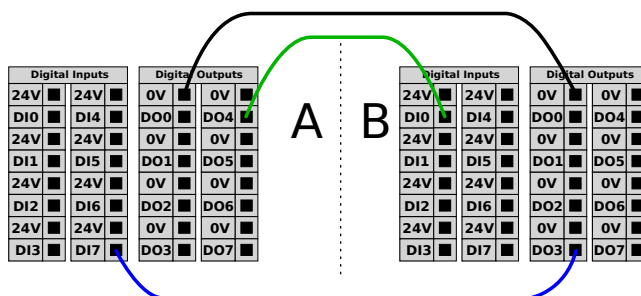 Digital Inputs Digital Outputs Digital Inputs Digital Outputs
24V 24V 0V 0V 24V 24V 0V 0V
DI0 DI4 DO0 DO4 A B DI0 DI4 DO0 DO4
24V 24V 0V 0V 24V 24V 0V 0V
DI1 DI5 DO1 DO5 DI1 DI5 DO1 DO5
24V 24V 0V 0V 24V 24V 0V 0V
DI2 DI6 DO2 DO6 DI2 DI6 DO2 DO6
24V 24V 0V 0V 24V 24V 0V 0V
DI3 DI7 DO3 DO7 DI3 DI7 DO3 DO7